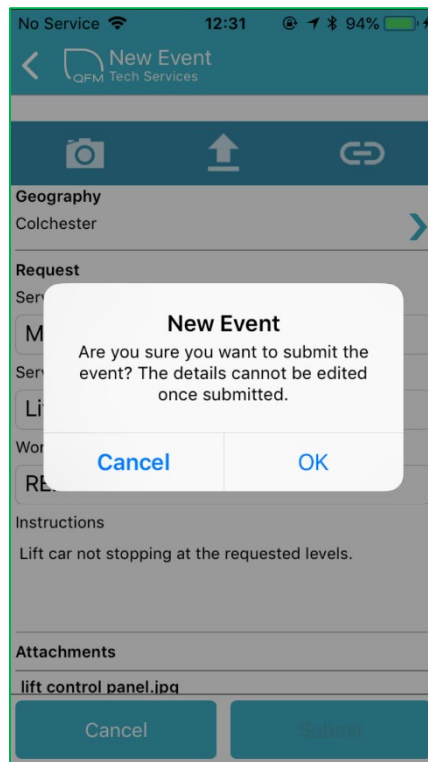 No Service 12:31 94%
New Event
QFM Tech Services
Geography
Colchester
Request
New Event
Are you sure you want to submit the
event? The details cannot be edited
once submitted.
Cancel OK
Instructions
Lift car not stopping at the requested levels.
Attachments
lift control panel.jpg
Cancel Submit